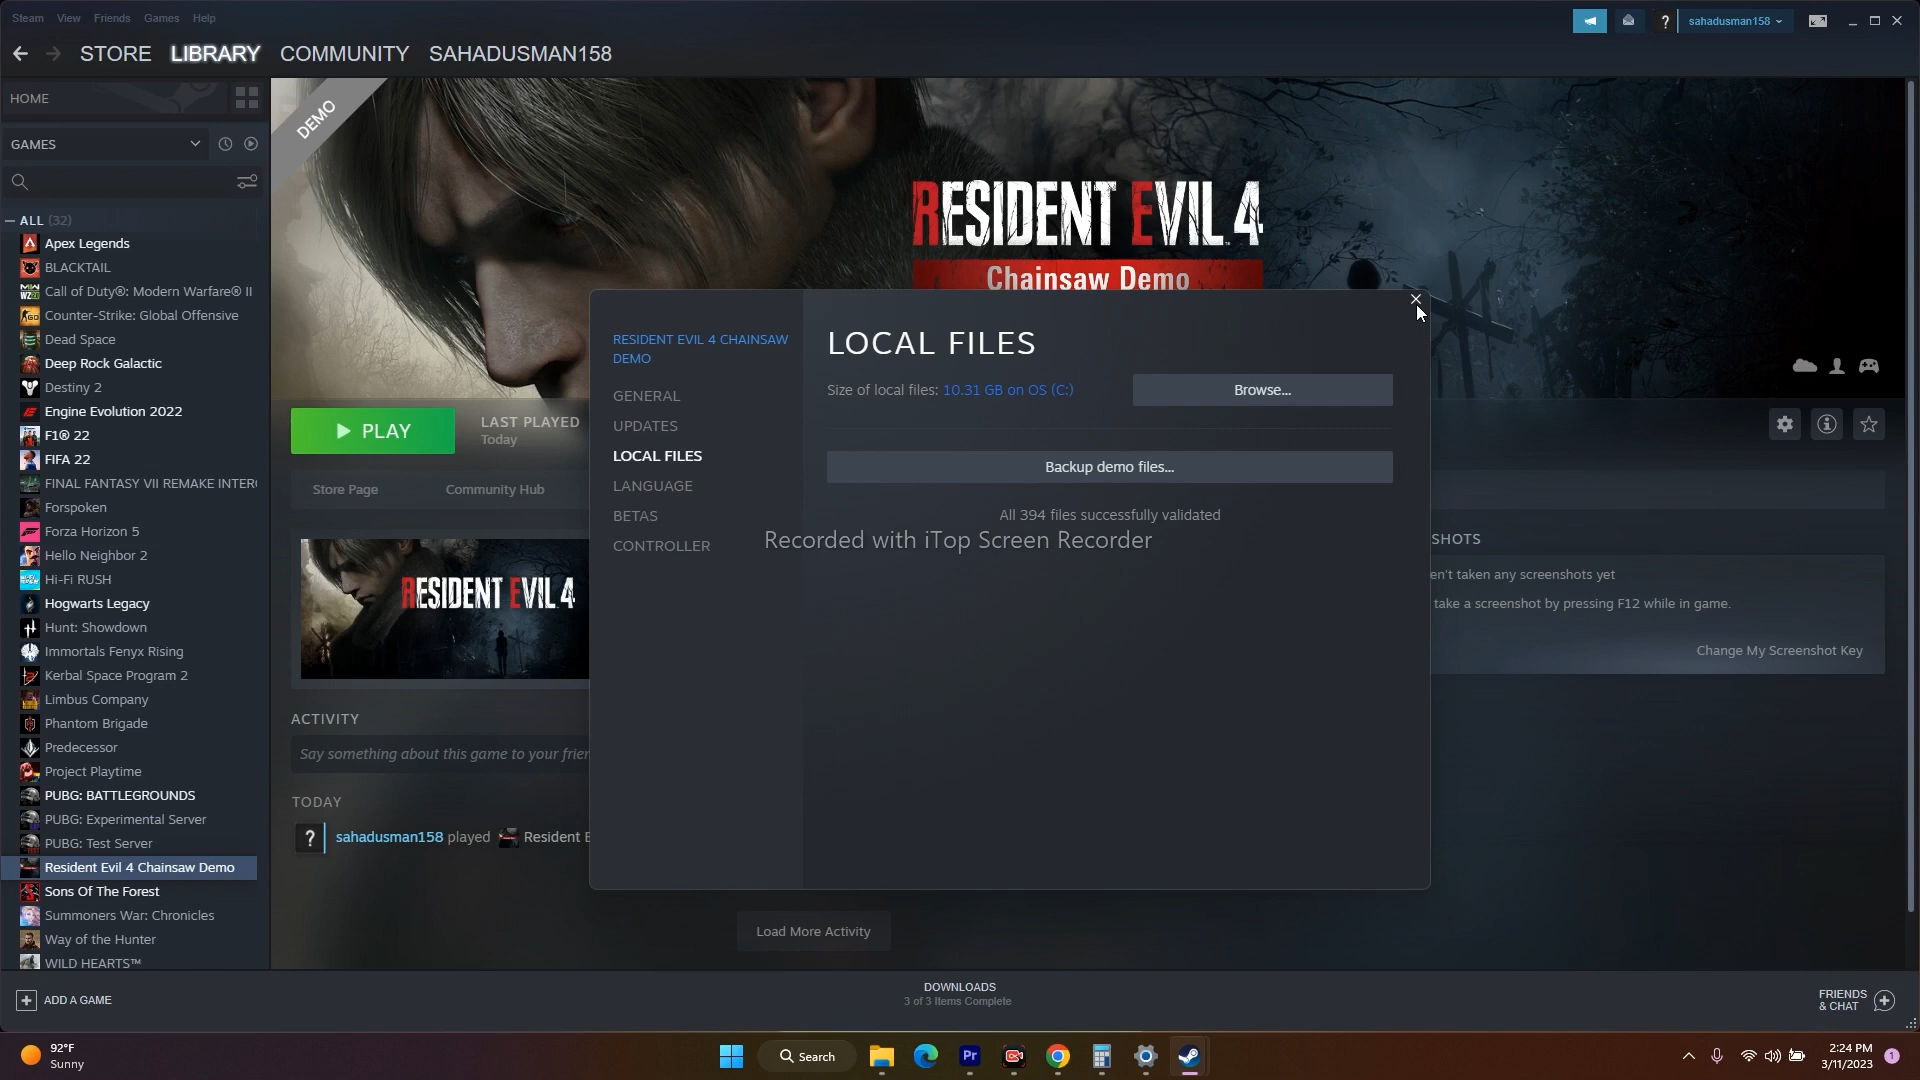 Steam View Friends Games Help
? sahadusman158
STORE LIBRARY COMMUNITY SAHADUSMAN158
HOME
GAMES
ALL (32)
Apex Legends
BLACKTAIL
Call of Duty®: Modern Warfare® II
Counter-Strike: Global Offensive
Dead Space
Deep Rock Galactic
Destiny 2
Engine Evolution 2022
F1® 22
FIFA 22
FINAL FANTASY VII REMAKE INTER
Forspoken
Forza Horizon 5
Hello Neighbor 2
Hi-Fi RUSH
Hogwarts Legacy
Hunt: Showdown
Immortals Fenyx Rising
Kerbal Space Program 2
Limbus Company
Phantom Brigade
Predecessor
Project Playtime
PUBG: BATTLEGROUNDS
PUBG: Experimental Server
PUBG: Test Server
Resident Evil 4 Chainsaw Demo
Sons Of The Forest
Summoners War: Chronicles
Way of the Hunter
WILD HEARTS™
DEMO
RESIDENT EVIL 4
Chainsaw Demo
PLAY
LAST PLAYED
Today
Store Page Community Hub
RESIDENT EVIL 4
ACTIVITY
Say something about this game to your frien
TODAY
? sahadusman158 played Resident E
Load More Activity
RESIDENT EVIL 4 CHAINSAW
DEMO
GENERAL
UPDATES
LOCAL FILES
LANGUAGE
BETAS
CONTROLLER
LOCAL FILES
Size of local files: 10.31 GB on OS (C:)
Browse...
Backup demo files...
All 394 files successfully validated
Recorded with iTop Screen Recorder
SHOTS
en't taken any screenshots yet
take a screenshot by pressing F12 while in game.
Change My Screenshot Key
ADD A GAME
DOWNLOADS
3 of 3 Items Complete
FRIENDS
& CHAT
92°F
Sunny
Search
Pr
2:24 PM
3/11/2023
1